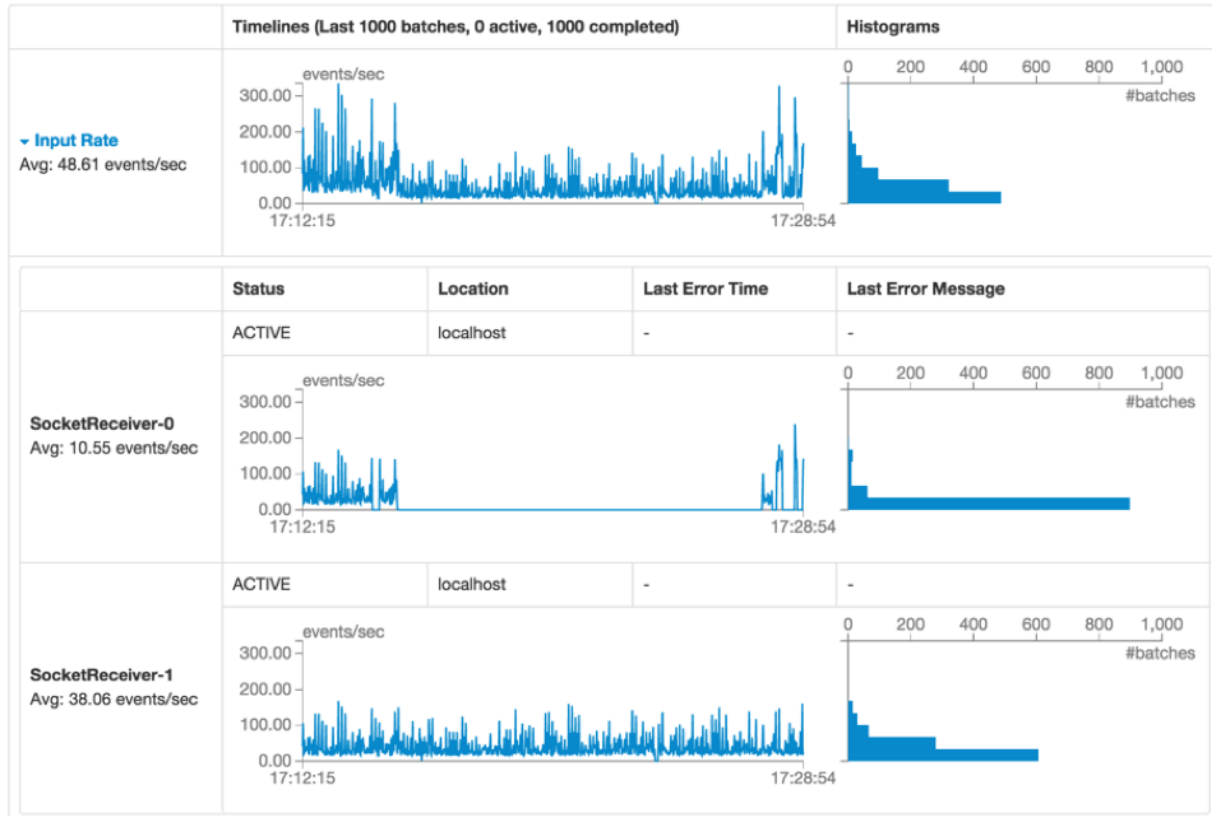 Timelines (Last 1000 batches, 0 active, 1000 completed)
Histograms
Input Rate
Avg: 48.61 events/sec
events/sec
300.00
200.00
100.00
0.00
17:12:15
17:28:54
0 200 400 600 800 1,000
#batches
Status Location Last Error Time Last Error Message
SocketReceiver-0
Avg: 10.55 events/sec
ACTIVE localhost - -
events/sec
300.00
200.00
100.00
0.00
17:12:15
17:28:54
0 200 400 600 800 1,000
#batches
SocketReceiver-1
Avg: 38.06 events/sec
ACTIVE localhost - -
events/sec
300.00
200.00
100.00
0.00
17:12:15
17:28:54
0 200 400 600 800 1,000
#batches